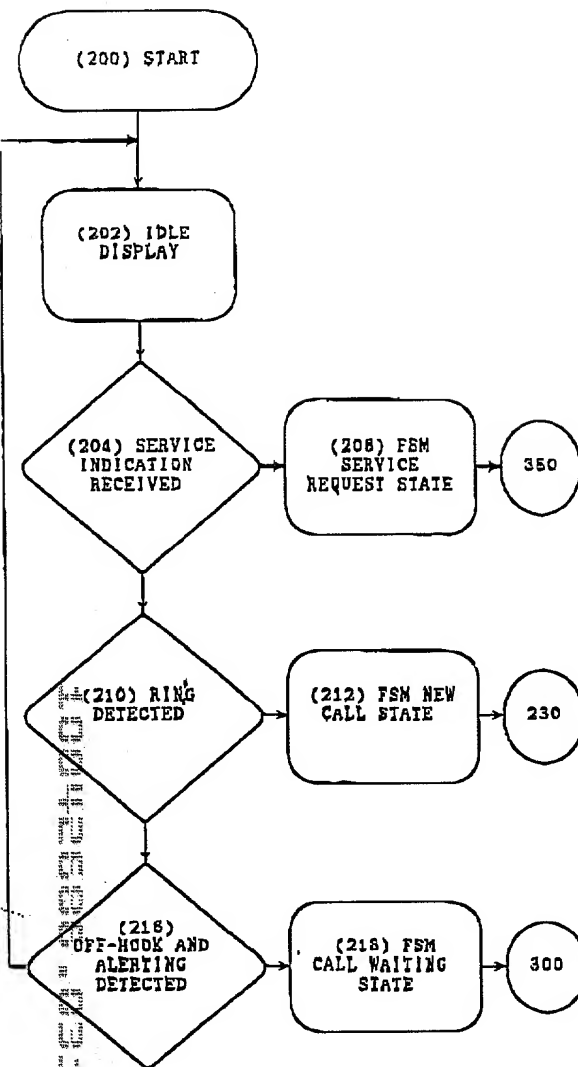 (200) START
(202) IDLE
DISPLAY
(204) SERVICE
INDICATION
RECEIVED
(208) FSM
SERVICE
REQUEST STATE
350
(210) RING
DETECTED
(212) FSM NEW
CALL STATE
230
(216)
OFF-HOOK AND
ALERTING
DETECTED
(218) FSM
CALL WAITING
STATE
300